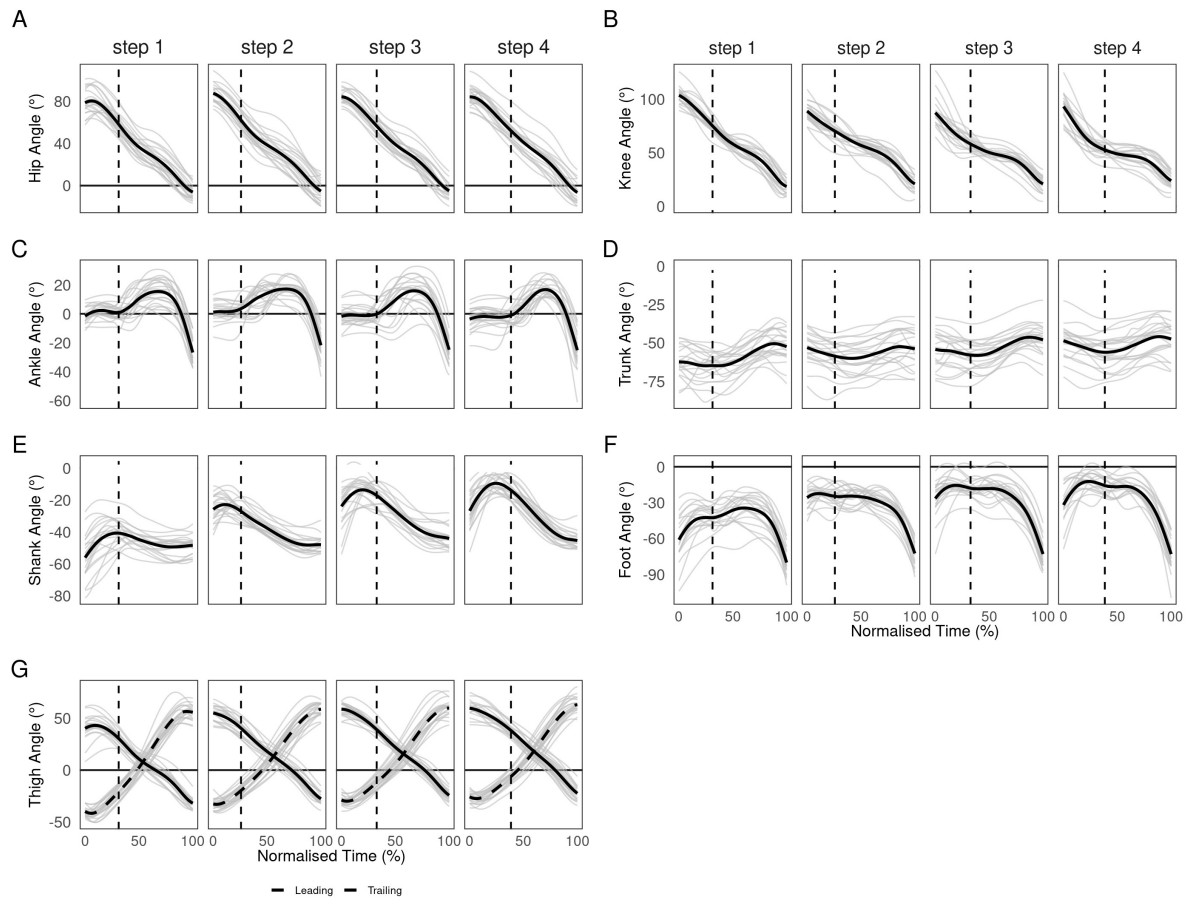 A
step 1 step 2 step 3 step 4
Hip Angle (°)
80
40
0
B
step 1 step 2 step 3 step 4
Knee Angle (°)
100
50
0
C
Ankle Angle (°)
20
0
-20
-40
-60
D
Trunk Angle (°)
0
-25
-50
-75
E
Shank Angle (°)
0
-20
-40
-60
-80
F
Foot Angle (°)
0
-30
-60
-90
0 50 100 0 50 100 0 50 100 0 50 100
Normalised Time (%)
G
Thigh Angle (°)
50
0
-50
0 50 100 0 50 100 0 50 100 0 50 100
Normalised Time (%)
Leading Trailing